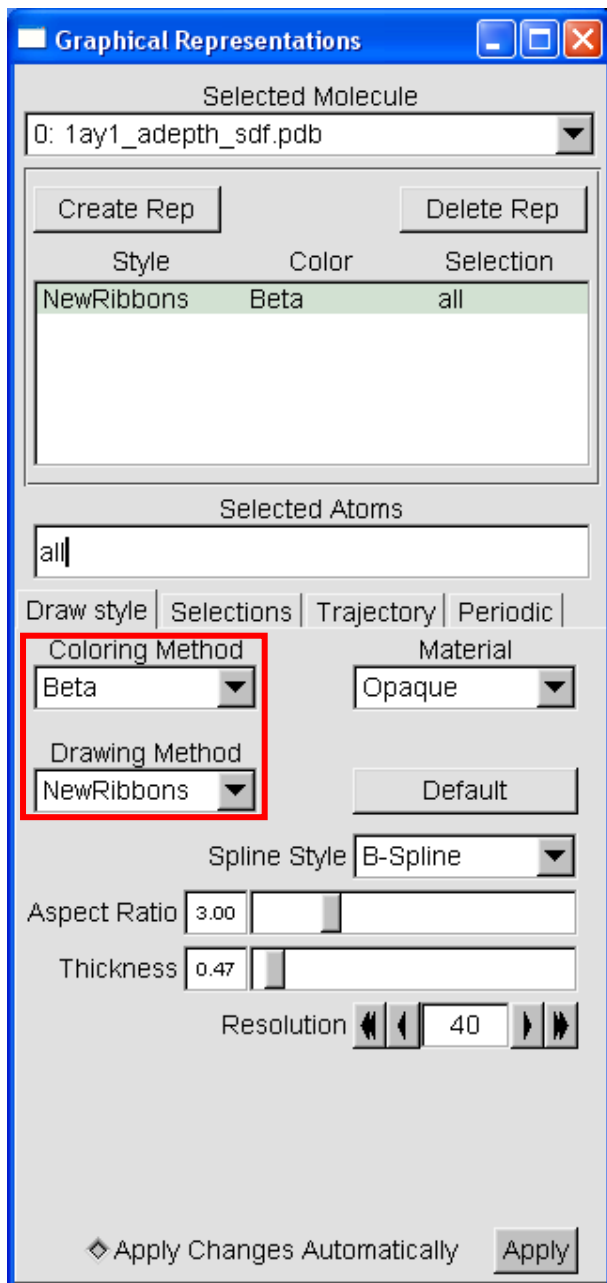 Graphical Representations
Selected Molecule
0: 1ay1_adepth_sdf.pdb
Create Rep Delete Rep
Style Color Selection
NewRibbons Beta all
Selected Atoms
all
Draw style Selections Trajectory Periodic
Coloring Method Material
Beta Opaque
Drawing Method
NewRibbons Default
Spline Style B-Spline
Aspect Ratio 3.00
Thickness 0.47
Resolution 40
Apply Changes Automatically Apply